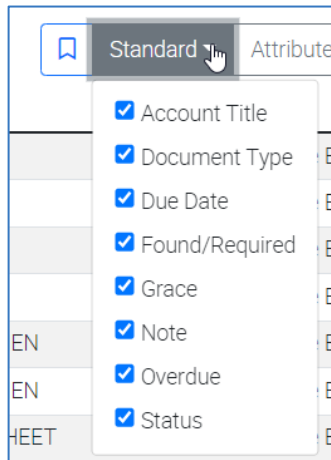 Standard Attribute
Account Title
Document Type
Due Date
Found/Required
Grace
Note
EN
Overdue
EN
Status
HEET